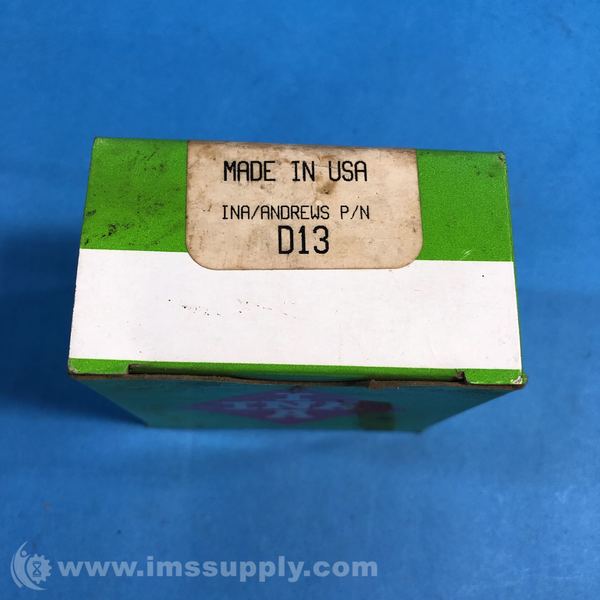 MADE IN USA
INA/ANDREWS P/N
D13
www.imssupply.com